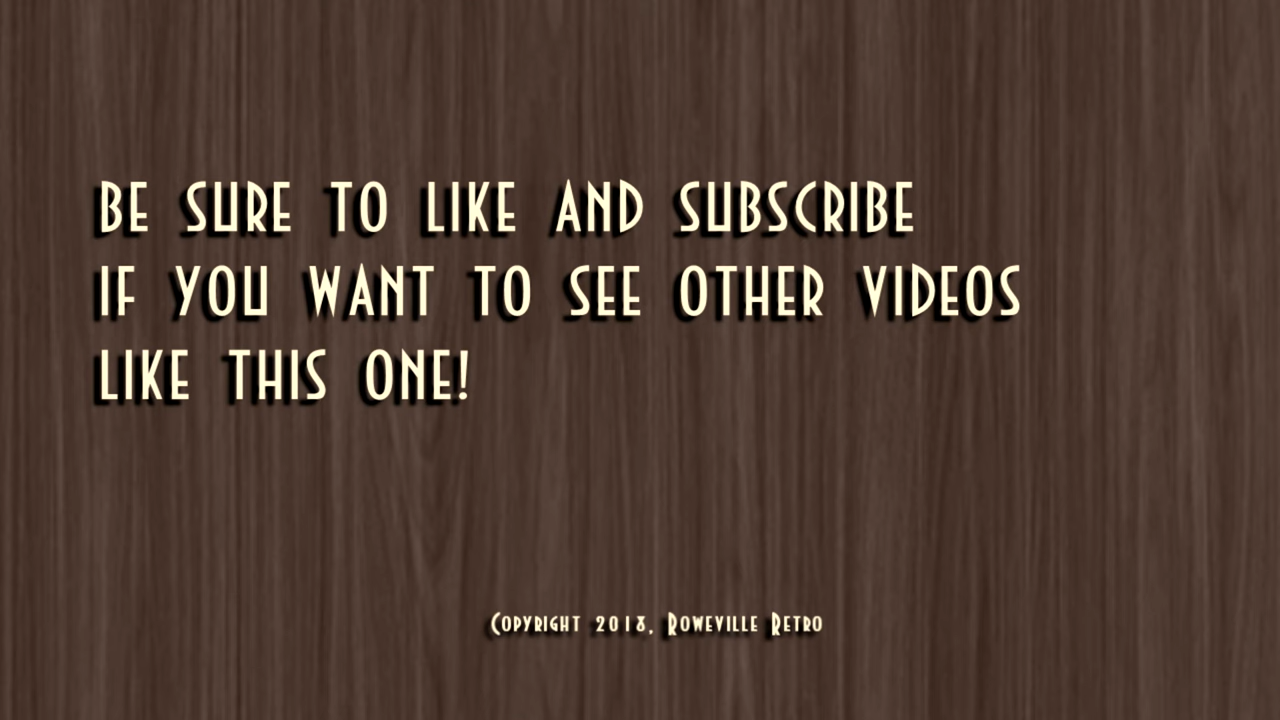 BE SURE TO LIKE AND SUBSCRIBE
IF YOU WANT TO SEE OTHER VIDEOS
LIKE THIS ONE!
Copyright 2018, Roweville Retro